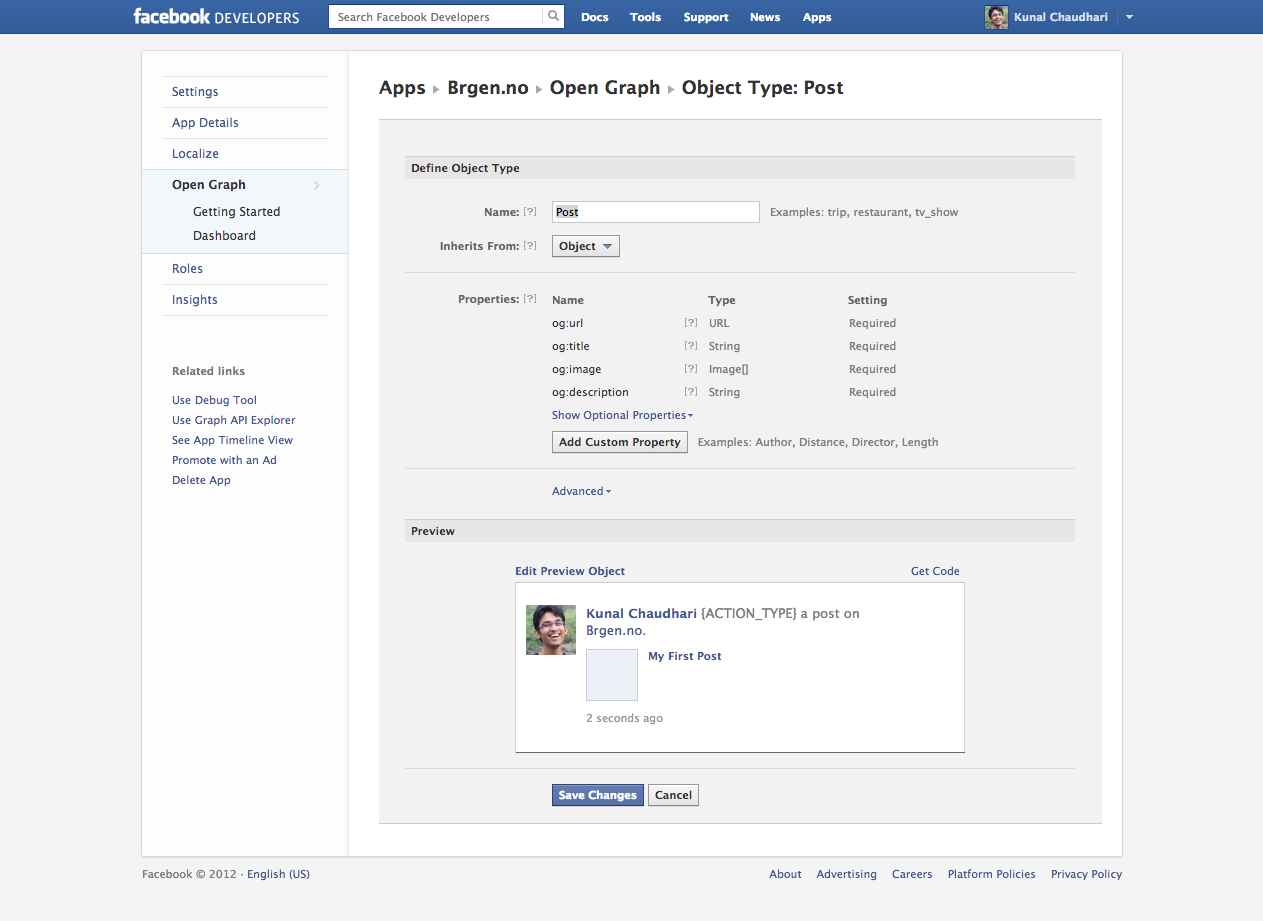 facebook DEVELOPERS Search Facebook Developers Docs Tools Support News Apps Kunal Chaudhari
Settings
App Details
Localize
Open Graph
Getting Started
Dashboard
Roles
Insights
Related links
Use Debug Tool
Use Graph API Explorer
See App Timeline View
Promote with an Ad
Delete App
Apps Brgen.no Open Graph Object Type: Post
Define Object Type
Name: [?] Post Examples: trip, restaurant, tv_show
Inherits From: [?] Object
Properties: [?] Name Type Setting
og:url [?] URL Required
og:title [?] String Required
og:image [?] Image[] Required
og:description [?] String Required
Show Optional Properties
Add Custom Property Examples: Author, Distance, Director, Length
Advanced
Preview
Edit Preview Object Get Code
Kunal Chaudhari {ACTION_TYPE} a post on
Brgen.no.
My First Post
2 seconds ago
Save Changes Cancel
Facebook © 2012 · English (US) About Advertising Careers Platform Policies Privacy Policy